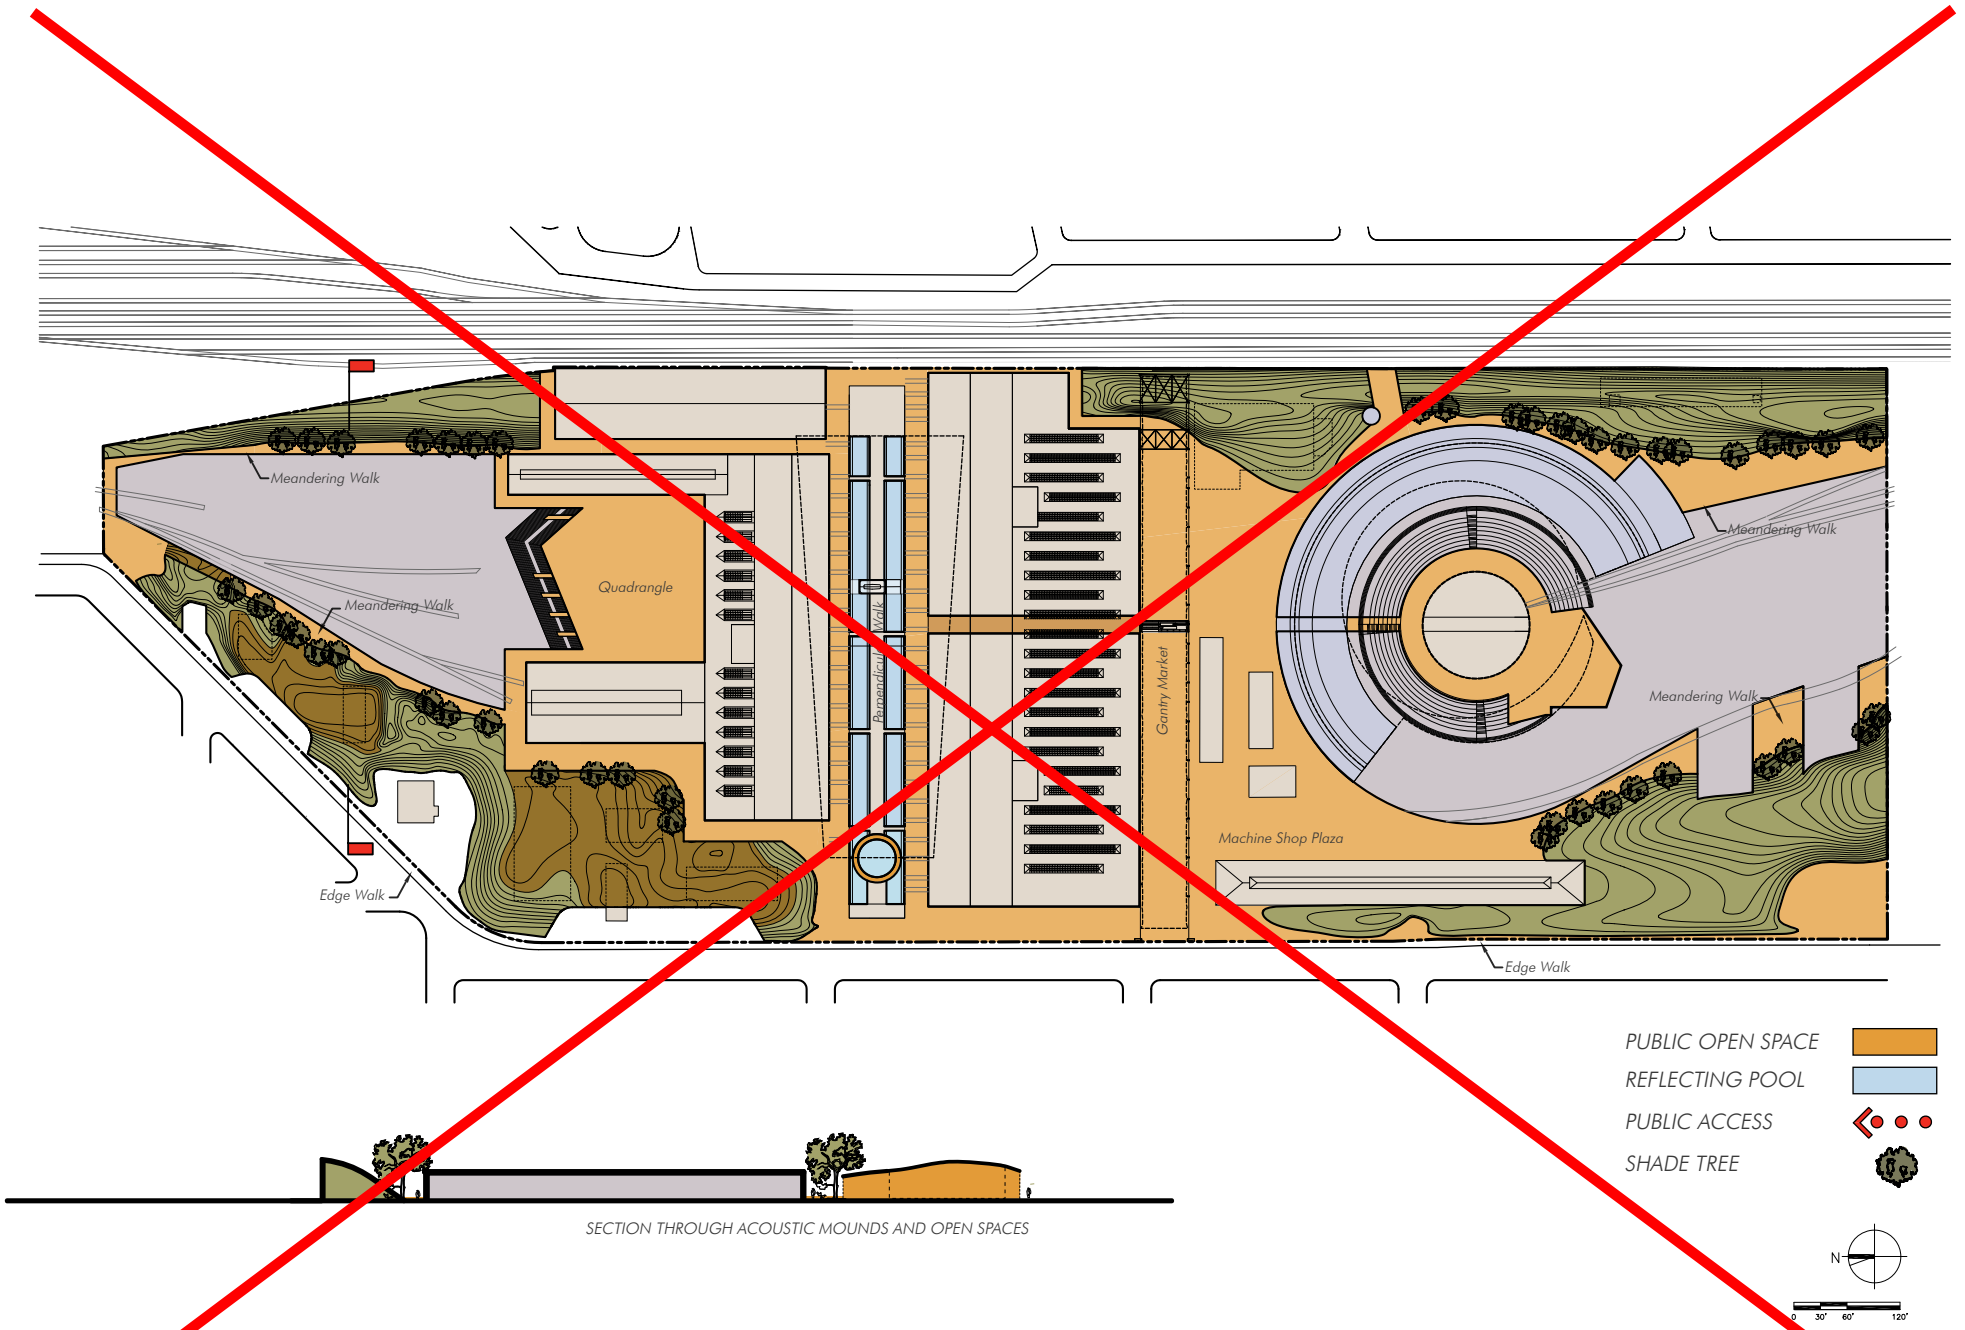 Meandering Walk
Meandering Walk
Quadrangle
Perpendicular Walk
Gantry Market
Meandering Walk
Meandering Walk
Machine Shop Plaza
Edge Walk
Edge Walk
PUBLIC OPEN SPACE
REFLECTING POOL
PUBLIC ACCESS
SHADE TREE
SECTION THROUGH ACOUSTIC MOUNDS AND OPEN SPACES
N
0 30' 60' 120'